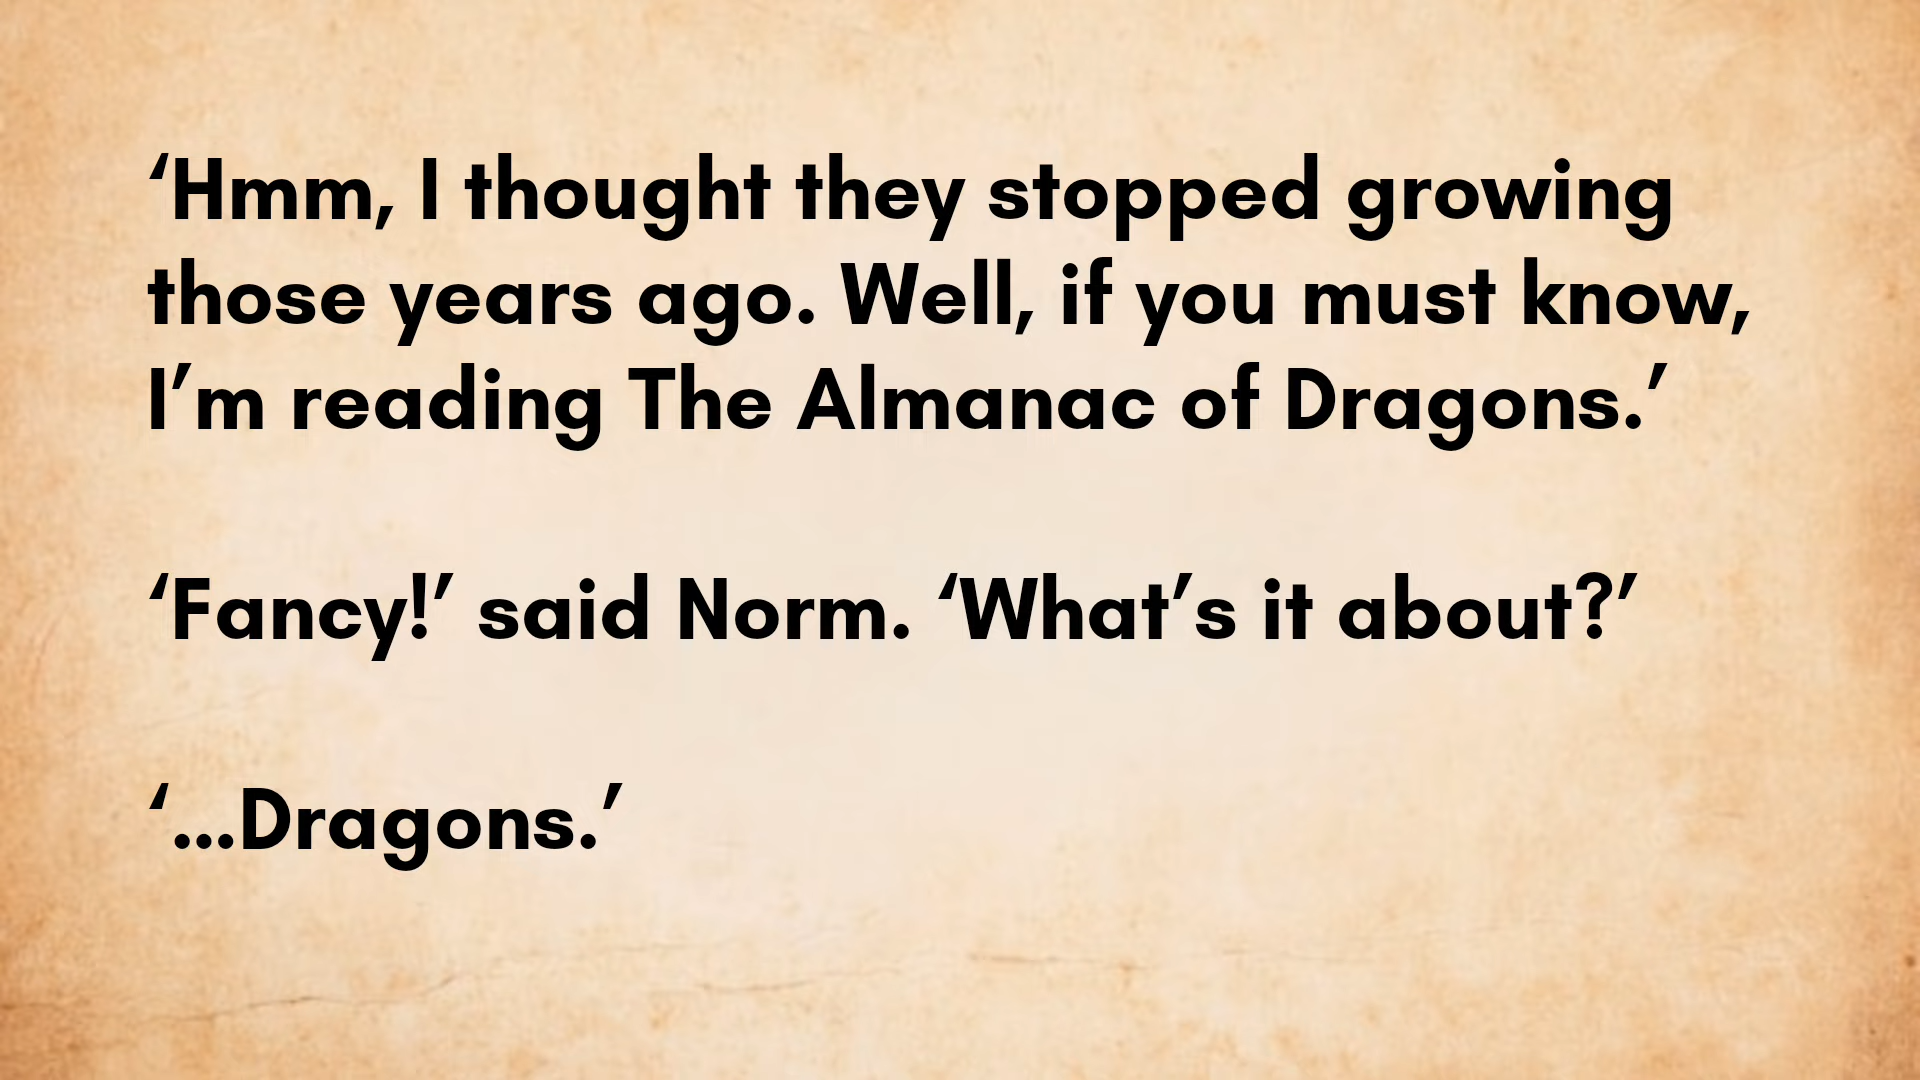 ‘Hmm, I thought they stopped growing
those years ago. Well, if you must know,
I’m reading The Almanac of Dragons.’
‘Fancy!’ said Norm. ‘What’s it about?’
‘...Dragons.’